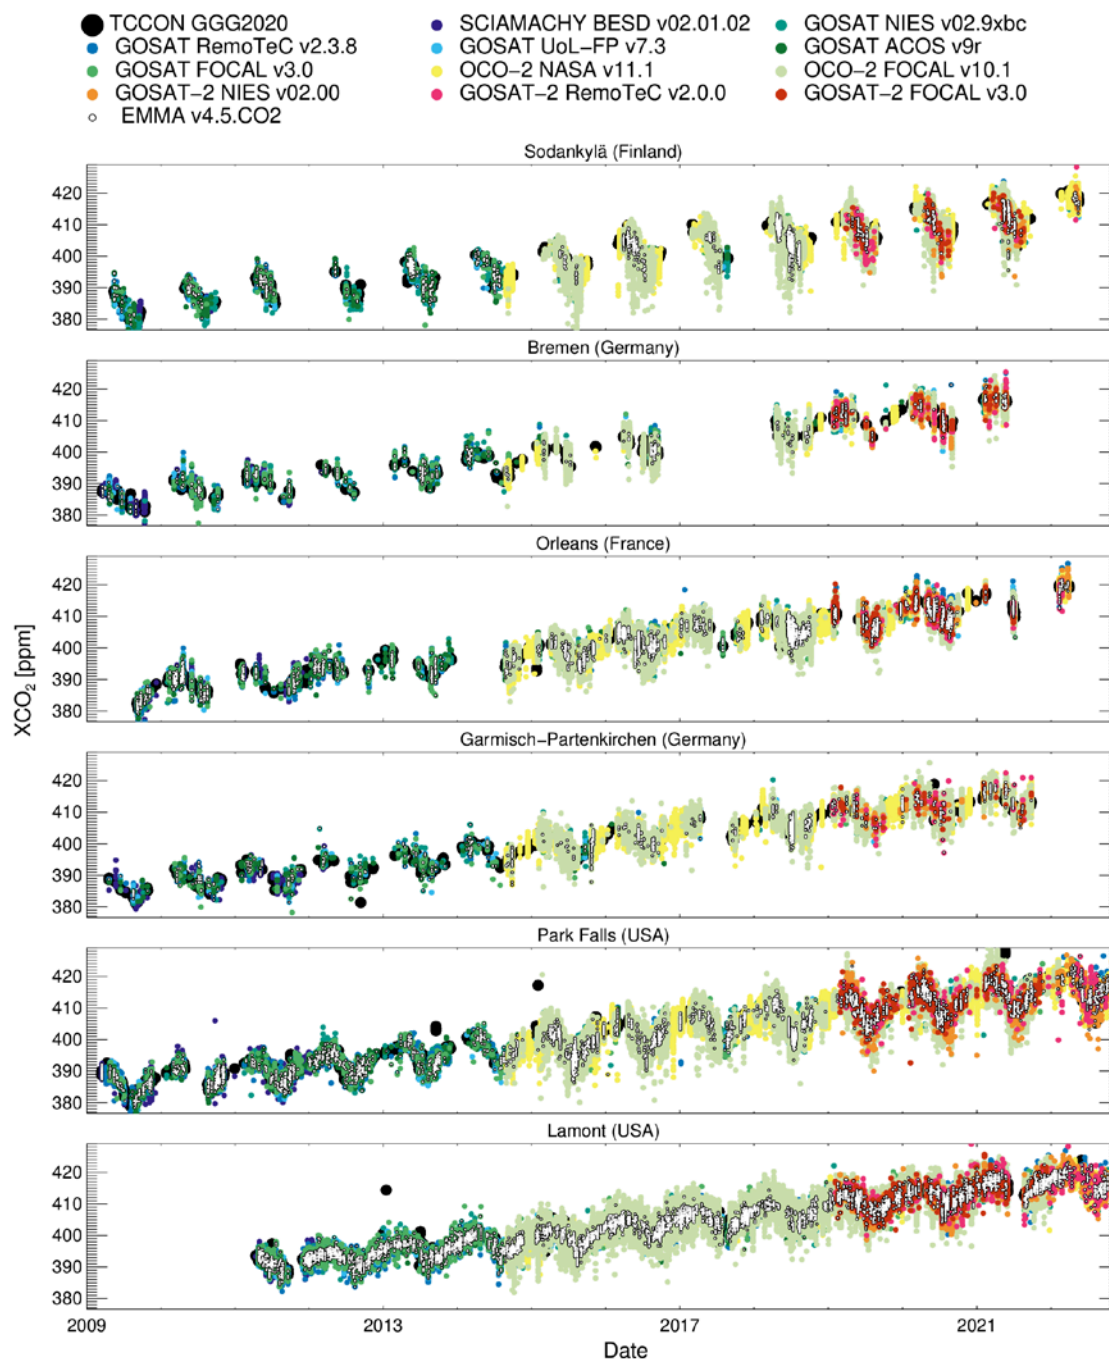 TCCON GGG2020 SCIAMACHY BESD v02.01.02 GOSAT NIES v02.9xbc
GOSAT RemoTeC v2.3.8 GOSAT UoL-FP v7.3 GOSAT ACOS v9r
GOSAT FOCAL v3.0 OCO-2 NASA v11.1 OCO-2 FOCAL v10.1
GOSAT-2 NIES v02.00 GOSAT-2 RemoTeC v2.0.0 GOSAT-2 FOCAL v3.0
EMMA v4.5.CO2
Sodankylä (Finland)
420
410
400
390
380
Bremen (Germany)
420
410
400
390
380
Orleans (France)
420
410
400
390
380
XCO₂ [ppm]
Garmisch-Partenkirchen (Germany)
420
410
400
390
380
Park Falls (USA)
420
410
400
390
380
Lamont (USA)
420
410
400
390
380
2009 2013 2017 2021
Date